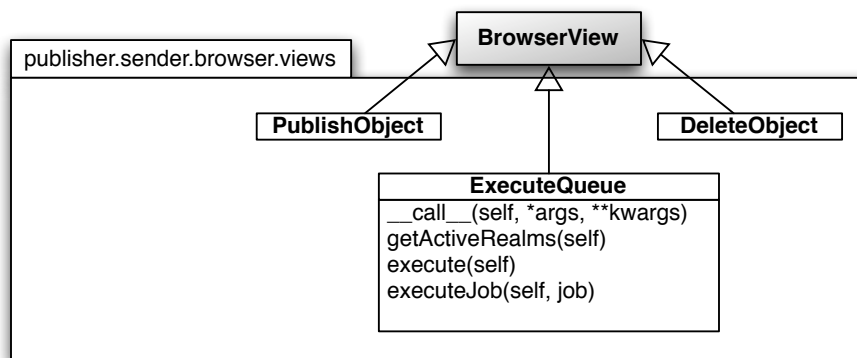 BrowserView
publisher.sender.browser.views
PublishObject
DeleteObject
ExecuteQueue
__call__(self, *args, **kwargs)
getActiveRealms(self)
execute(self)
executeJob(self, job)